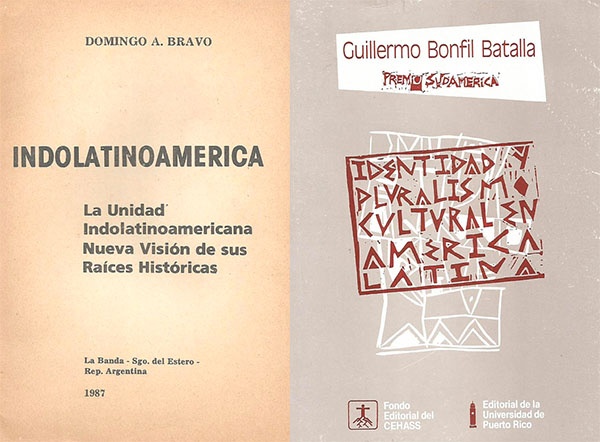 DOMINGO A. BRAVO
INDOLATINOAMERICA
La Unidad
Indolatinoamericana
Nueva Visión de sus
Raíces Históricas
La Banda - Sgo. del Estero -
Rep. Argentina
1987
Guillermo Bonfil Batalla
PREMIO SUDAMERICA
IDENTIDAD Y
PLURALISMO
CULTURAL EN
AMERICA
LATINA
Fondo
Editorial del
CEHASS
Editorial de la
Universidad de
Puerto Rico